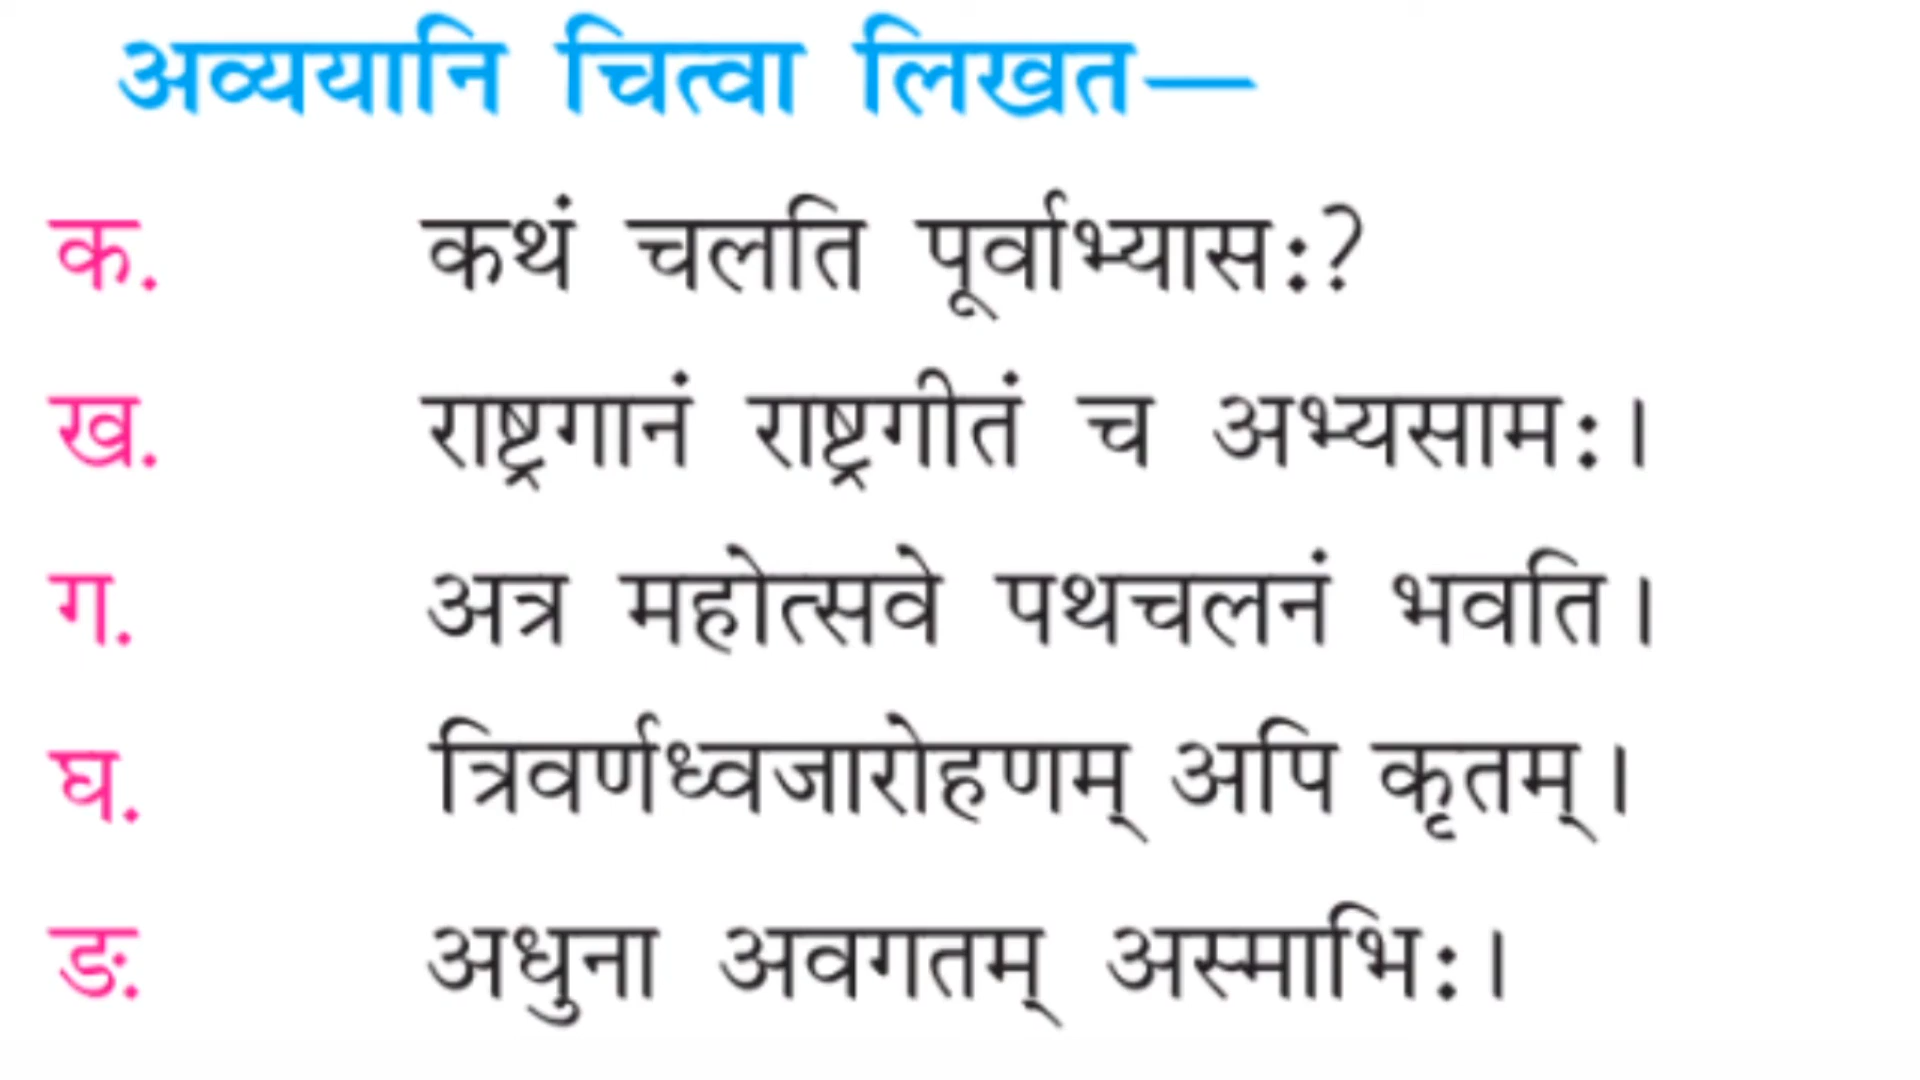 अव्ययानि चित्वा लिखत—
क. कथं चलति पूर्वाभ्यासः?
ख. राष्ट्रगानं राष्ट्रगीतं च अभ्यसामः।
ग. अत्र महोत्सवे पथचलनं भवति।
घ. त्रिवर्णध्वजारोहणम् अपि कृतम्।
ङ. अधुना अवगतम् अस्माभिः।